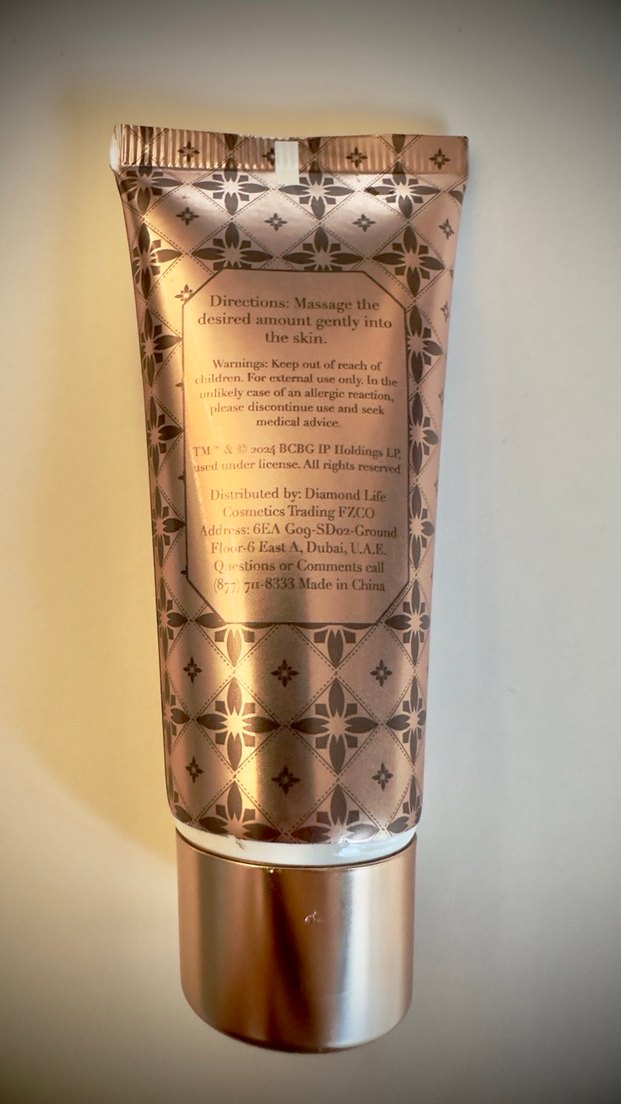 Directions: Massage the
desired amount gently into
the skin.
Warnings: Keep out of reach of
children. For external use only. In the
unlikely case of an allergic reaction,
please discontinue use and seek
medical advice.
TM ® & © 2024 BCBG IP Holdings LP,
used under license. All rights reserved
Distributed by: Diamond Life
Cosmetics Trading FZCO
Address: 6EA G09-SD02-Ground
Floor-6 East A, Dubai, U.A.E.
Questions or Comments call
(877) 711-8333 Made in China